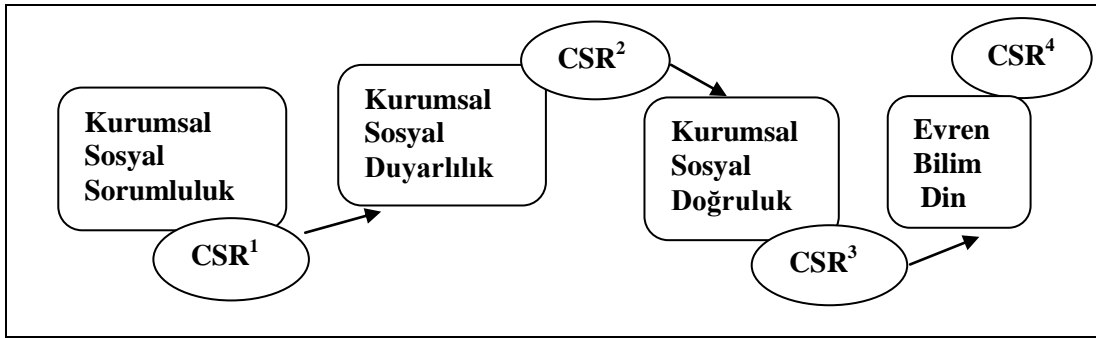 Kurumsal
Sosyal
Sorumluluk
CSR¹
Kurumsal
Sosyal
Duyarlılık
CSR²
Kurumsal
Sosyal
Doğruluk
CSR³
Evren
Bilim
Din
CSR⁴